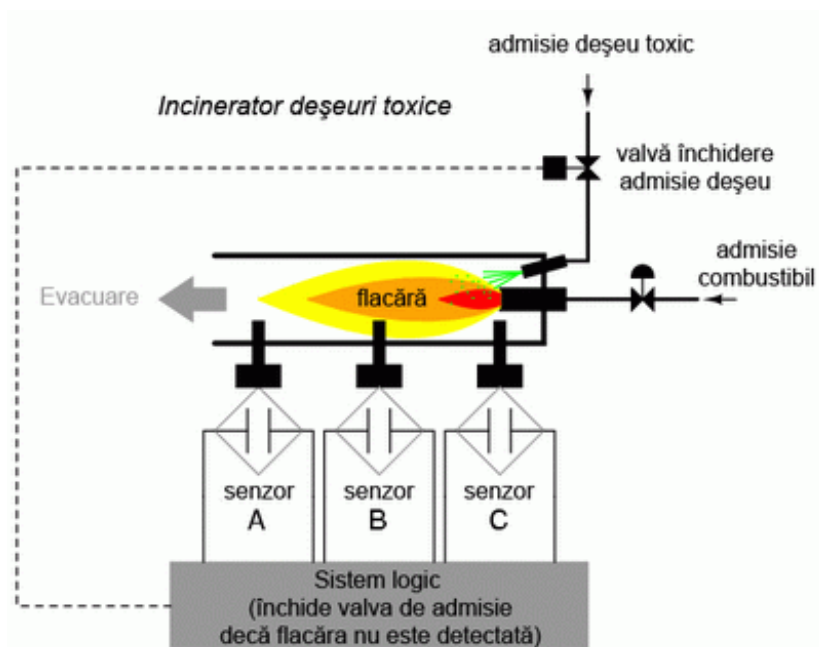 admisie deşeu toxic
Incinerator deşeuri toxice
valvă închidere
admisie deşeu
admisie
combustibil
Evacuare
flacără
senzor
A
senzor
B
senzor
C
Sistem logic
(închide valva de admisie
decă flacăra nu este detectată)